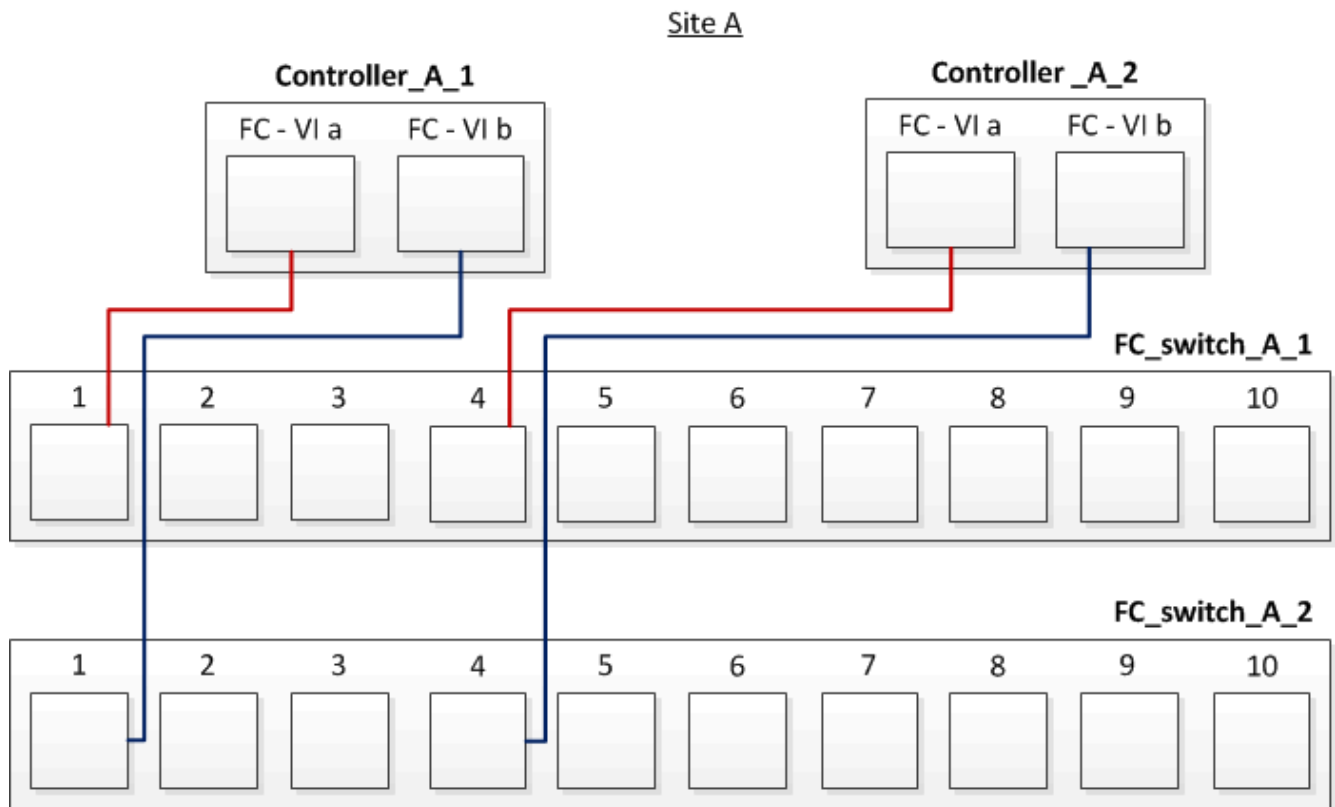 Site A
Controller_A_1
Controller _A_2
FC - VI a FC - VI b
FC - VI a FC - VI b
FC_switch_A_1
1 2 3 4 5 6 7 8 9 10
FC_switch_A_2
1 2 3 4 5 6 7 8 9 10